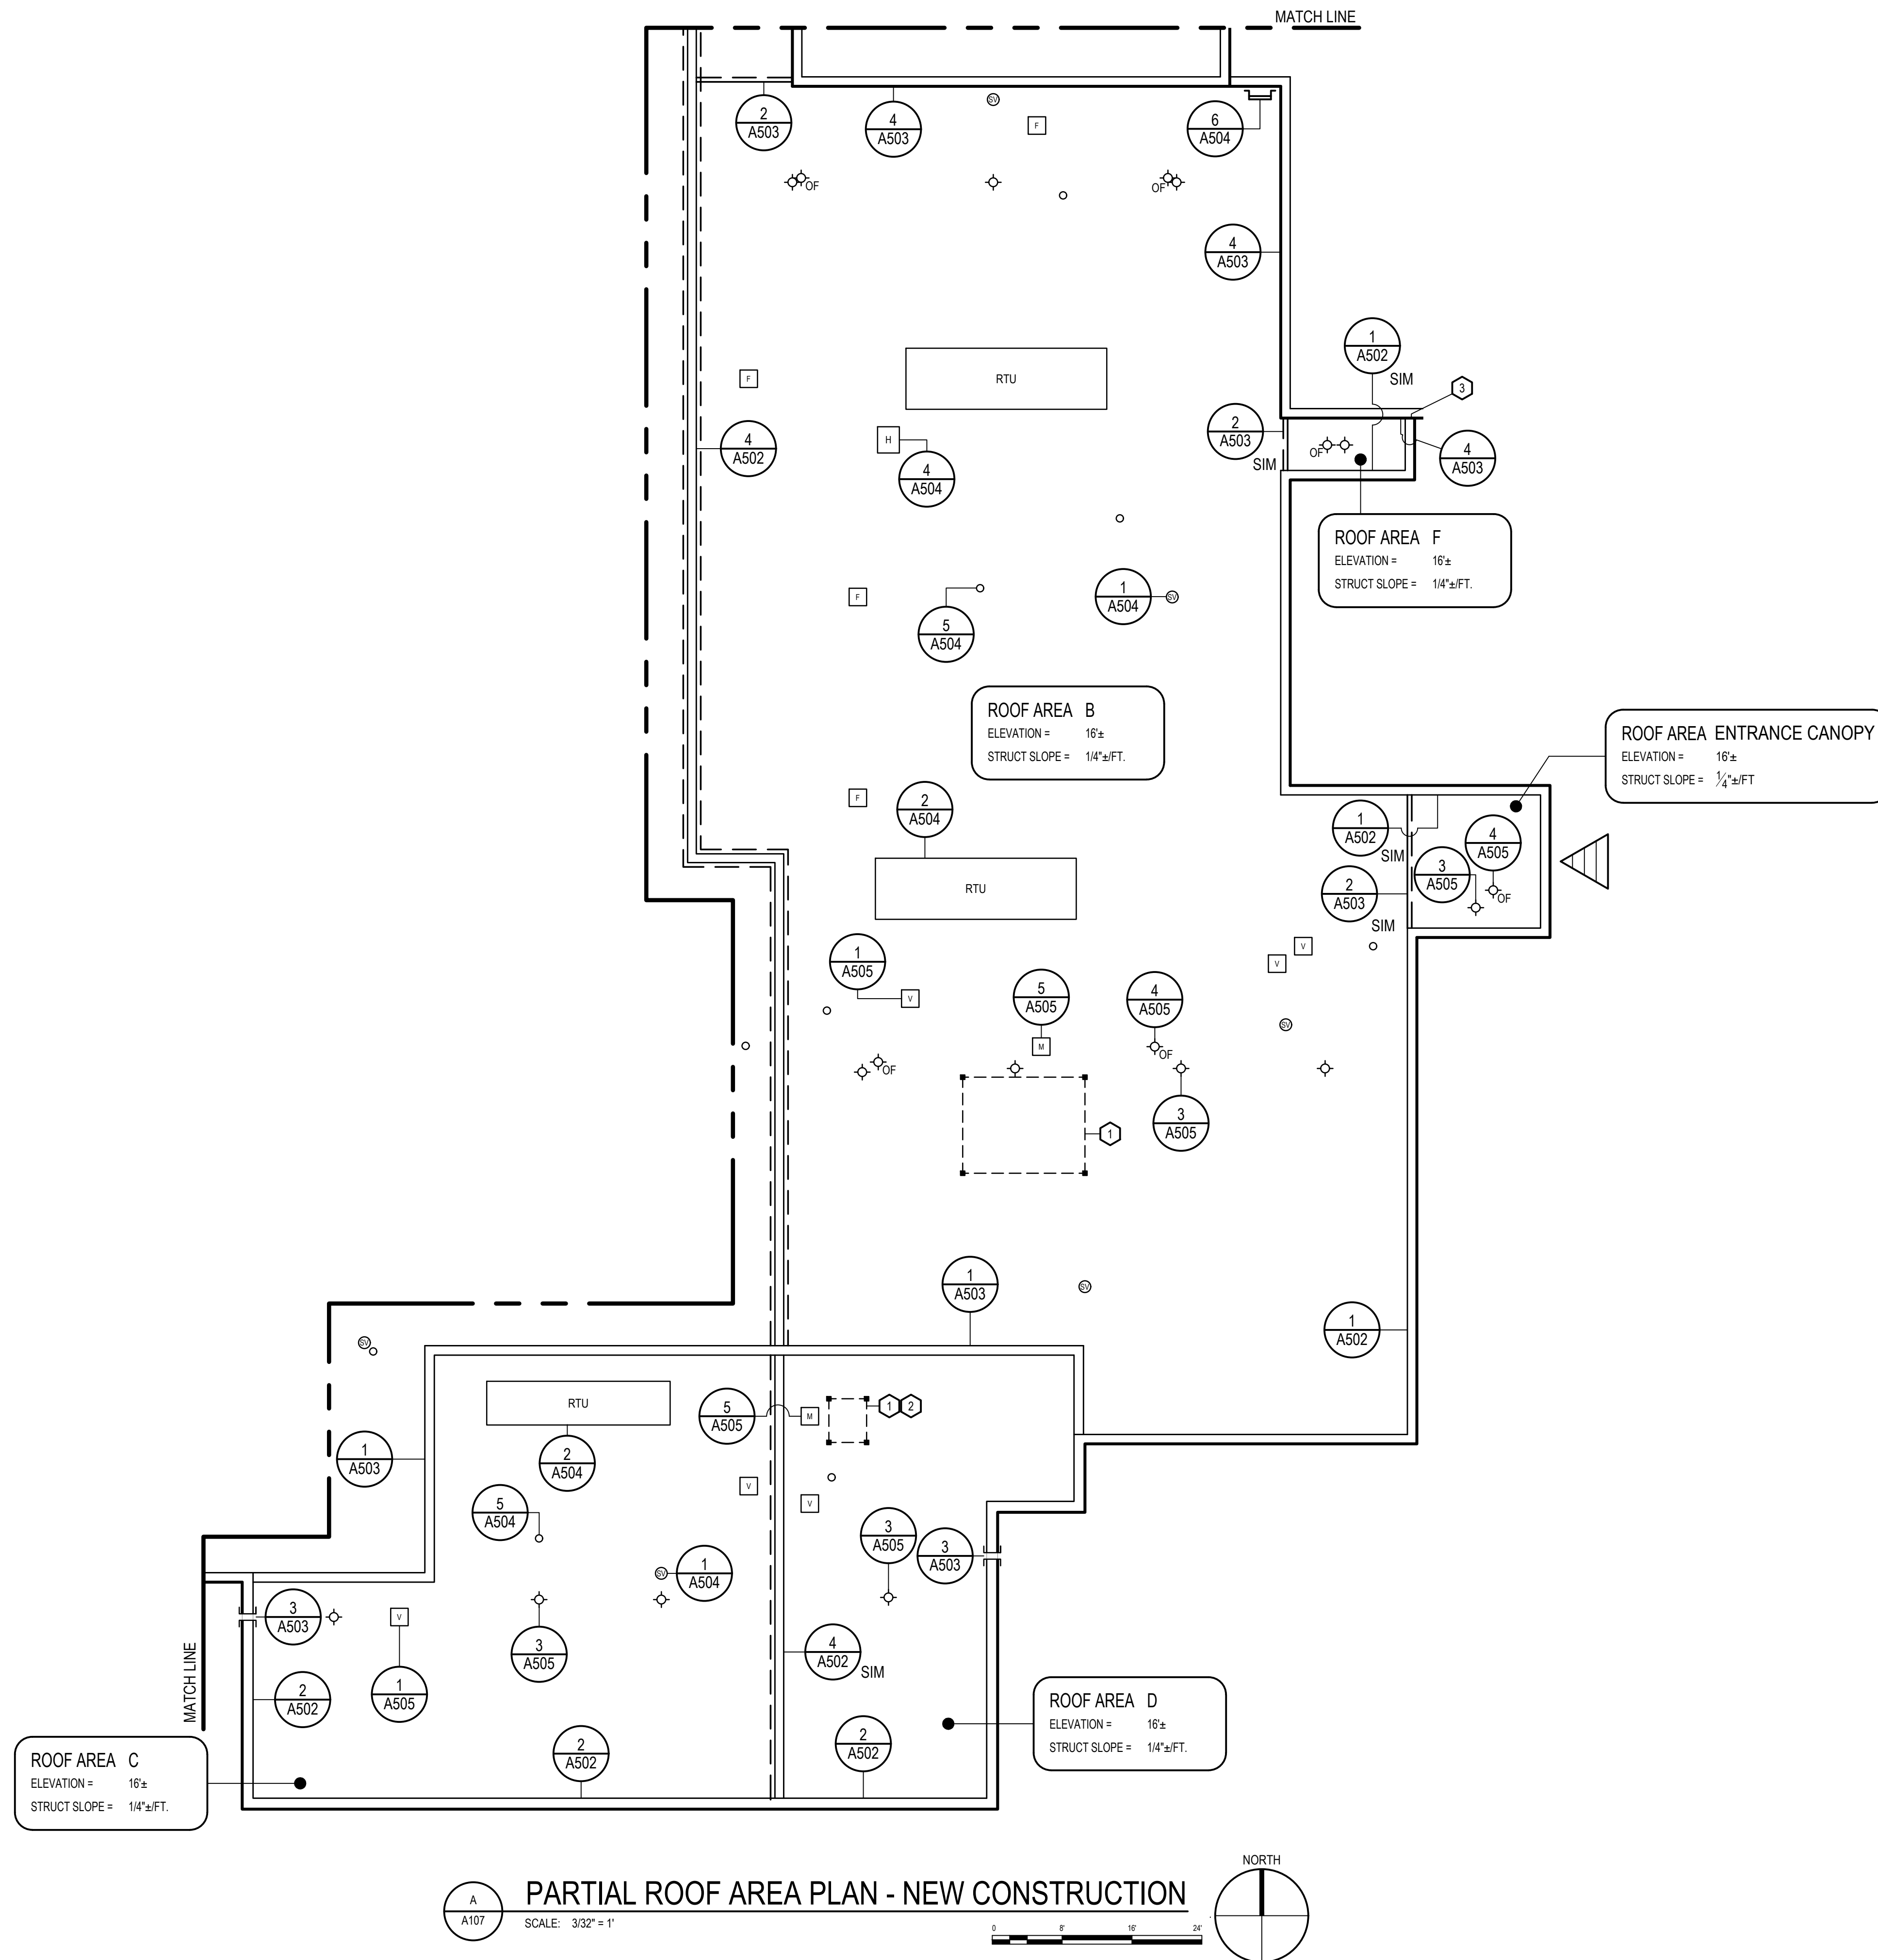 MATCH LINE
SV
2
A503
4
A503
F
6
A504
OF
OF
4
A503
1
A502
SIM
RTU
F
3
2
A503
SIM
OF
4
A503
4
A502
H
4
A504
ROOF AREA F
ELEVATION = 16'±
STRUCT SLOPE = 1/4"±/FT.
F
1
A504
SV
5
A504
ROOF AREA B
ELEVATION = 16'±
STRUCT SLOPE = 1/4"±/FT.
ROOF AREA ENTRANCE CANOPY
ELEVATION = 16'±
STRUCT SLOPE = 1/4"±/FT
F
2
A504
1
A502
SIM
4
A505
3
A505
OF
RTU
2
A503
SIM
V
V
1
A505
V
5
A505
4
A505
SV
M
OF
OF
3
A505
1
1
A503
SV
1
A502
SV
RTU
5
A505
M
1
2
1
A503
2
A504
V
V
5
A504
3
A505
3
A503
SV
1
A504
3
A503
V
3
A505
4
A502
SIM
MATCH LINE
2
A502
1
A505
2
A502
2
A502
ROOF AREA D
ELEVATION = 16'±
STRUCT SLOPE = 1/4"±/FT.
ROOF AREA C
ELEVATION = 16'±
STRUCT SLOPE = 1/4"±/FT.
A
A107
PARTIAL ROOF AREA PLAN - NEW CONSTRUCTION
SCALE: 3/32" = 1'
0 8' 16' 24'
NORTH